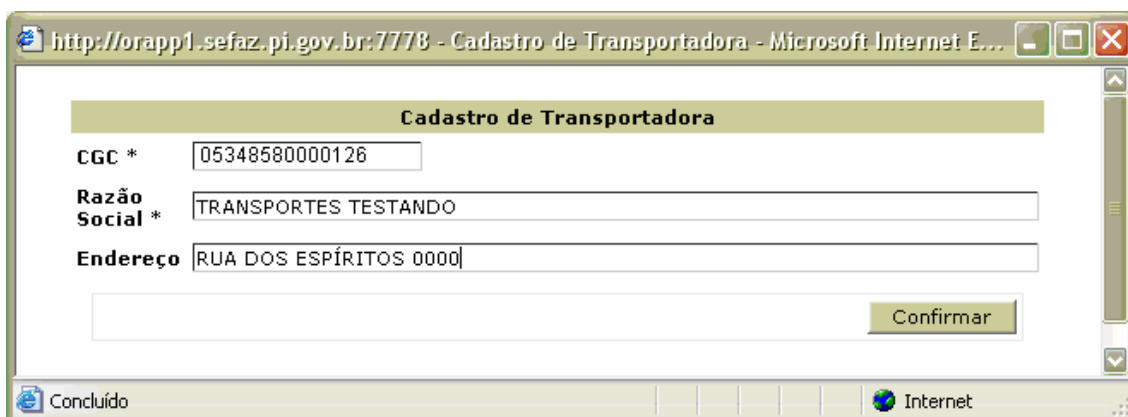 http://orapp1.sefaz.pi.gov.br:7778 - Cadastro de Transportadora - Microsoft Internet E...
Cadastro de Transportadora
CGC * 05348580000126
Razão
Social * TRANSPORTES TESTANDO
Endereço RUA DOS ESPÍRITOS 0000
Confirmar
Concluído Internet